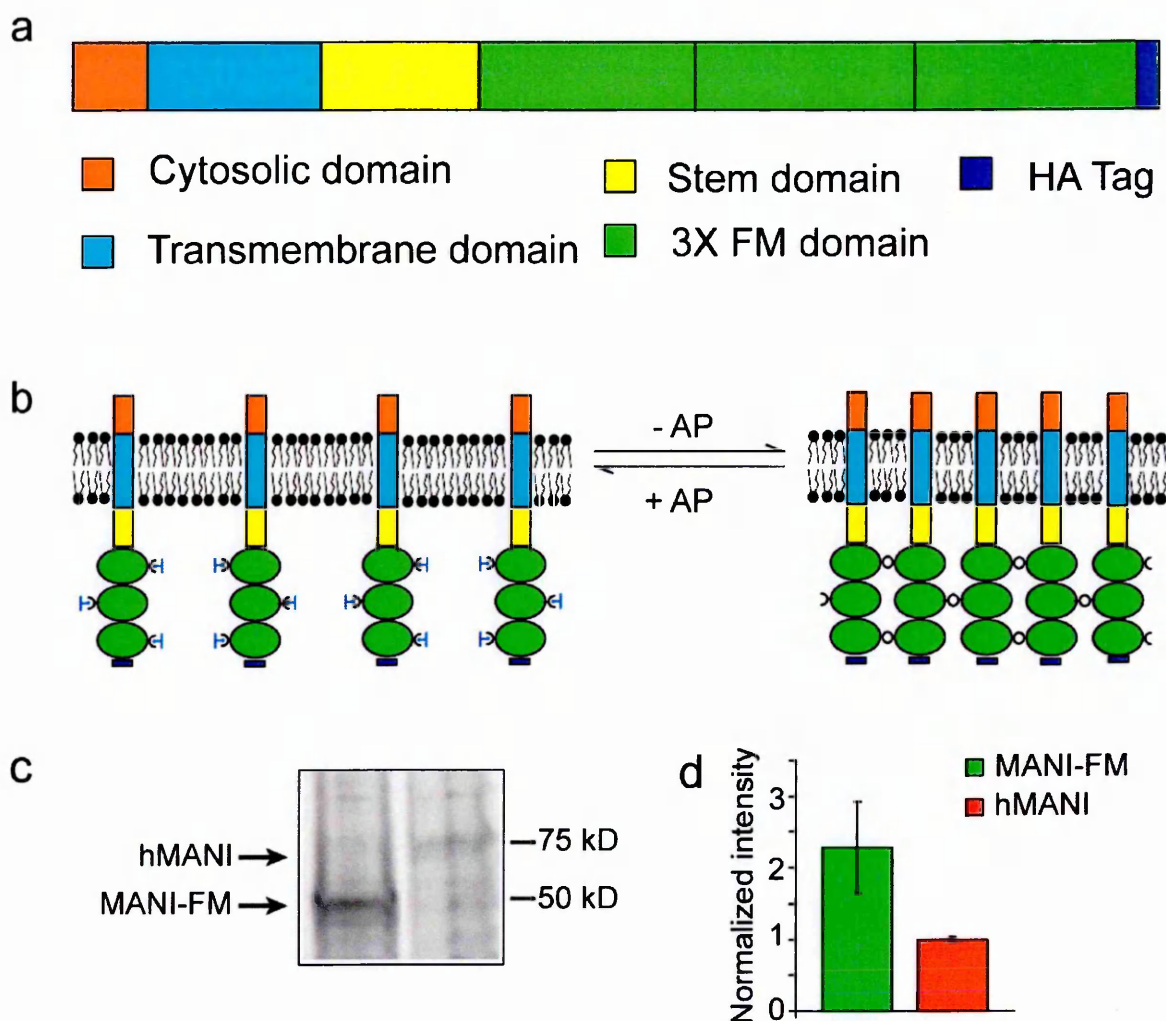 a
Cytosolic domain
Stem domain
HA Tag
Transmembrane domain
3X FM domain
b
- AP
+ AP
c
hMANI
MANI-FM
75 kD
50 kD
d
Normalized intensity
3
2
1
0
MANI-FM
hMANI